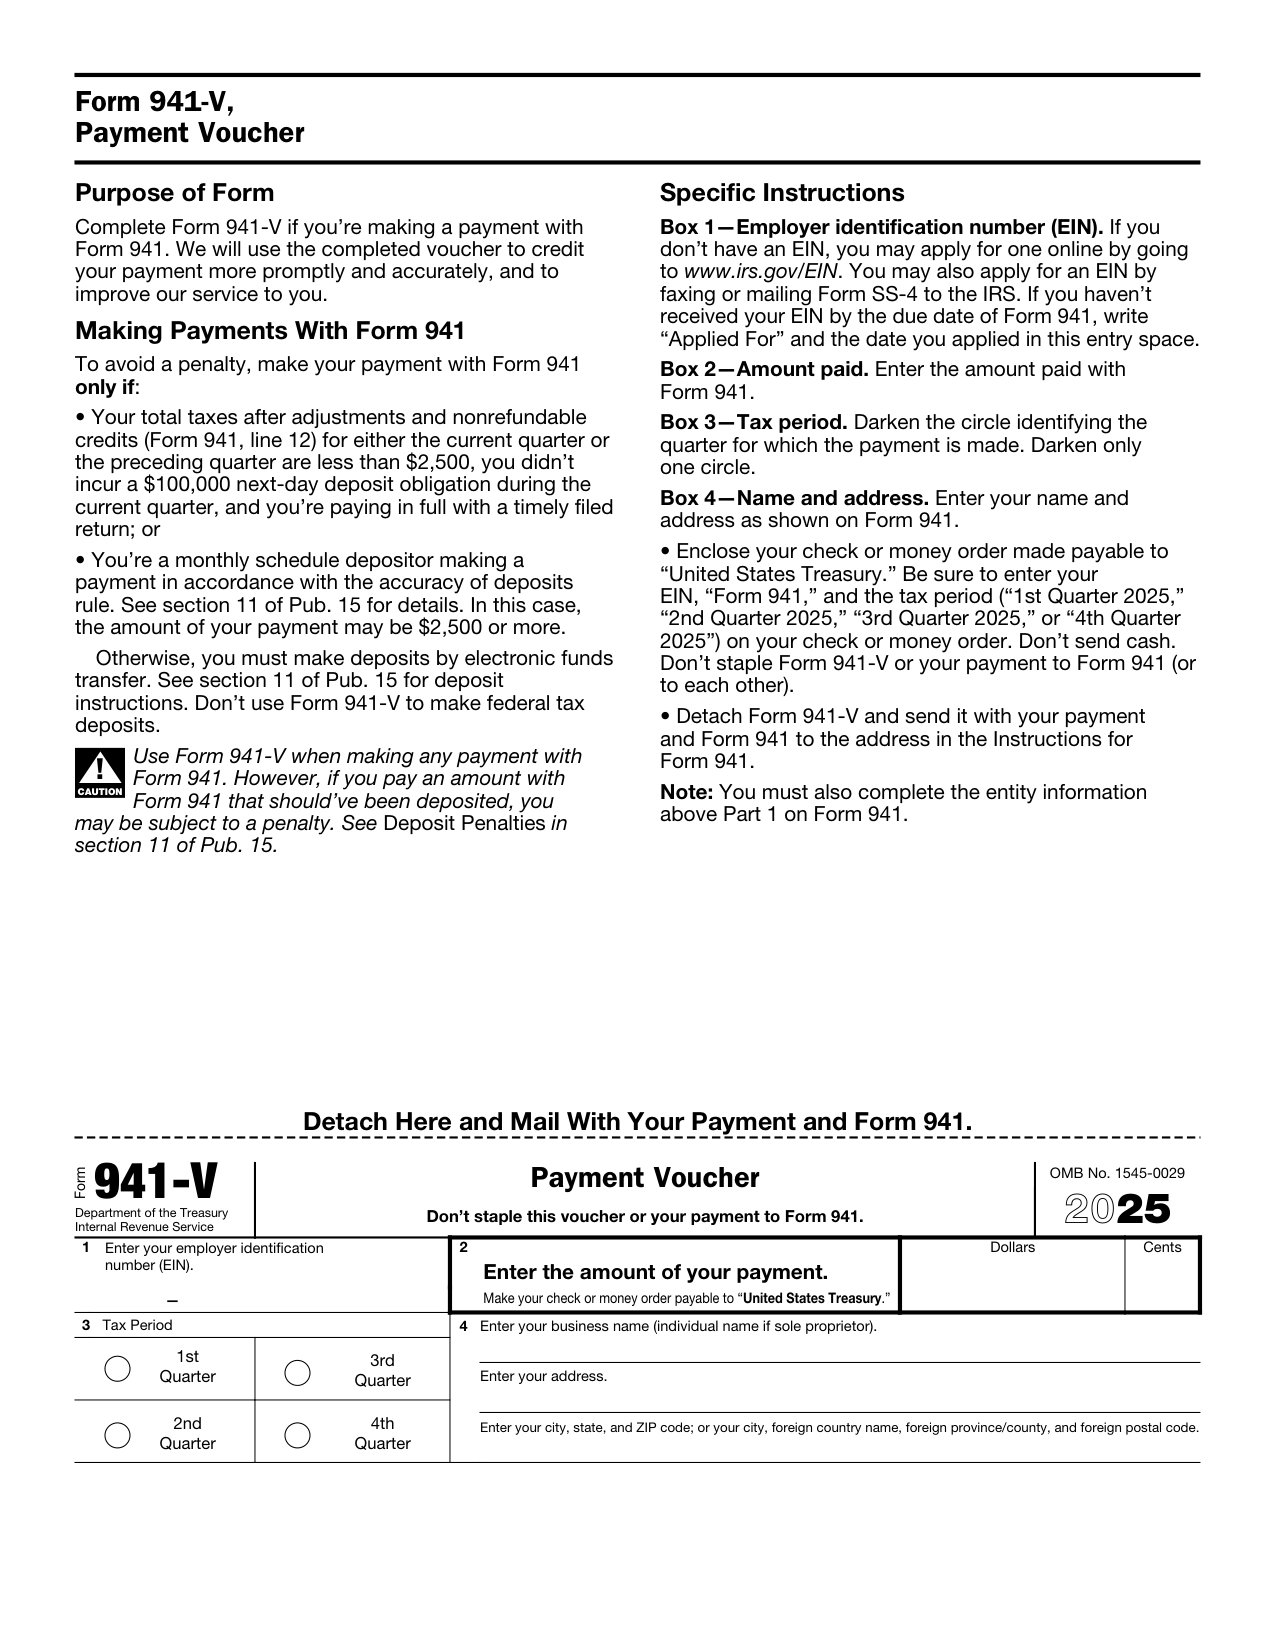 Form 941-V,
Payment Voucher
Purpose of Form
Complete Form 941-V if you’re making a payment with
Form 941. We will use the completed voucher to credit
your payment more promptly and accurately, and to
improve our service to you.
Making Payments With Form 941
To avoid a penalty, make your payment with Form 941
only if:
• Your total taxes after adjustments and nonrefundable
credits (Form 941, line 12) for either the current quarter or
the preceding quarter are less than $2,500, you didn’t
incur a $100,000 next-day deposit obligation during the
current quarter, and you’re paying in full with a timely filed
return; or
• You’re a monthly schedule depositor making a
payment in accordance with the accuracy of deposits
rule. See section 11 of Pub. 15 for details. In this case,
the amount of your payment may be $2,500 or more.
Otherwise, you must make deposits by electronic funds
transfer. See section 11 of Pub. 15 for deposit
instructions. Don’t use Form 941-V to make federal tax
deposits.
! CAUTION
Use Form 941-V when making any payment with
Form 941. However, if you pay an amount with
Form 941 that should’ve been deposited, you
may be subject to a penalty. See Deposit Penalties in
section 11 of Pub. 15.
Specific Instructions
Box 1—Employer identification number (EIN). If you
don’t have an EIN, you may apply for one online by going
to www.irs.gov/EIN. You may also apply for an EIN by
faxing or mailing Form SS-4 to the IRS. If you haven’t
received your EIN by the due date of Form 941, write
“Applied For” and the date you applied in this entry space.
Box 2—Amount paid. Enter the amount paid with
Form 941.
Box 3—Tax period. Darken the circle identifying the
quarter for which the payment is made. Darken only
one circle.
Box 4—Name and address. Enter your name and
address as shown on Form 941.
• Enclose your check or money order made payable to
“United States Treasury.” Be sure to enter your
EIN, “Form 941,” and the tax period (“1st Quarter 2025,”
“2nd Quarter 2025,” “3rd Quarter 2025,” or “4th Quarter
2025”) on your check or money order. Don’t send cash.
Don’t staple Form 941-V or your payment to Form 941 (or
to each other).
• Detach Form 941-V and send it with your payment
and Form 941 to the address in the Instructions for
Form 941.
Note: You must also complete the entity information
above Part 1 on Form 941.
Detach Here and Mail With Your Payment and Form 941.
Form 941-V
Department of the Treasury
Internal Revenue Service
Payment Voucher
Don’t staple this voucher or your payment to Form 941.
OMB No. 1545-0029
2025
1 Enter your employer identification
number (EIN).
–
2
Enter the amount of your payment.
Make your check or money order payable to “United States Treasury.”
Dollars
Cents
3 Tax Period
1st
Quarter
3rd
Quarter
2nd
Quarter
4th
Quarter
4 Enter your business name (individual name if sole proprietor).
Enter your address.
Enter your city, state, and ZIP code; or your city, foreign country name, foreign province/county, and foreign postal code.